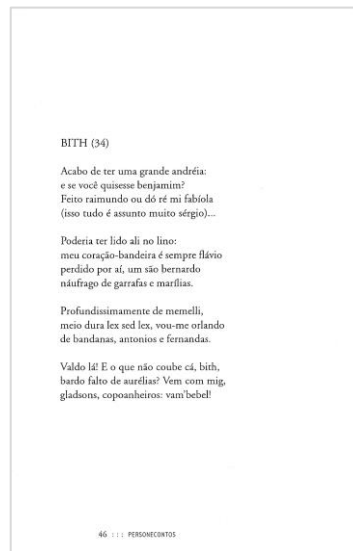 BITH (34)
Acabo de ter uma grande andréia:
e se você quisesse benjamim?
Feito raimundo ou dó ré mi fabíola
(isso tudo é assunto muito sérgio)...
Poderia ter lido ali no lino:
meu coração-bandeira é sempre flávio
perdido por aí, um são bernardo
náufrago de garrafas e marílias.
Profundissimamente de memelli,
meio dura lex sed lex, vou-me orlando
de bandanas, antonios e fernandas.
Valdo lá! E o que não coube cá, bith,
bardo falto de aurélias? Vem com mig,
gladsons, copoanheiros: vam'bebel!
46 ::: PERSONECONTOS